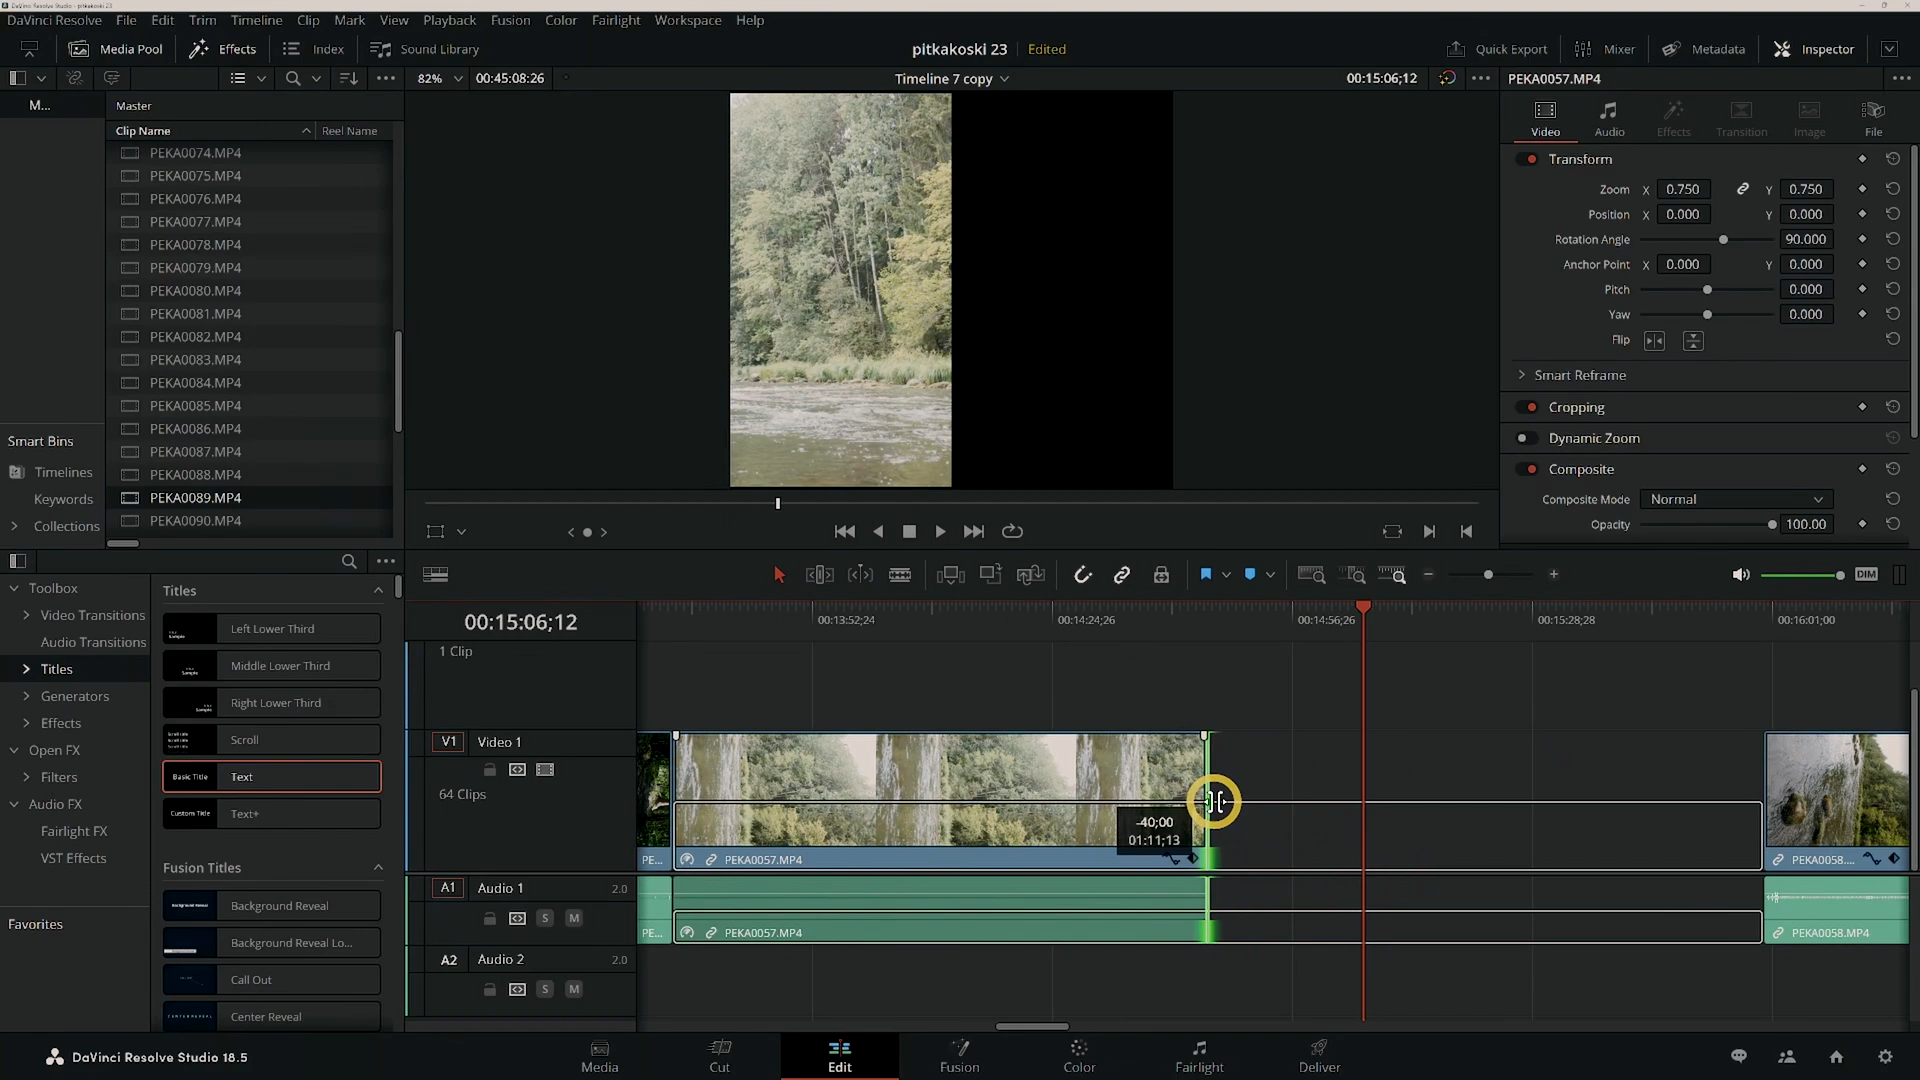 DaVinci Resolve Studio - pitkakoski 23
DaVinci Resolve File Edit Trim Timeline Clip Mark View Playback Fusion Color Fairlight Workspace Help
Media Pool Effects Index Sound Library pitkakoski 23 Edited Quick Export Mixer Metadata Inspector
82% 00:45:08:26 Timeline 7 copy 00:15:06;12 PEKA0057.MP4
M... Master
Clip Name Reel Name
PEKA0074.MP4
PEKA0075.MP4
PEKA0076.MP4
PEKA0077.MP4
PEKA0078.MP4
PEKA0079.MP4
PEKA0080.MP4
PEKA0081.MP4
PEKA0082.MP4
PEKA0083.MP4
PEKA0084.MP4
PEKA0085.MP4
PEKA0086.MP4
PEKA0087.MP4
PEKA0088.MP4
PEKA0089.MP4
PEKA0090.MP4
Smart Bins
Timelines
Keywords
Collections
Video Audio Effects Transition Image File
Transform
Zoom X 0.750 Y 0.750
Position X 0.000 Y 0.000
Rotation Angle 90.000
Anchor Point X 0.000 Y 0.000
Pitch 0.000
Yaw 0.000
Flip
Smart Reframe
Cropping
Dynamic Zoom
Composite
Composite Mode Normal
Opacity 100.00
Toolbox
Video Transitions
Audio Transitions
Titles
Generators
Effects
Open FX
Filters
Audio FX
Fairlight FX
VST Effects
Favorites
Titles
Left Lower Third
Middle Lower Third
Right Lower Third
Scroll
Basic Title Text
Custom Title Text+
Fusion Titles
Background Reveal
Background Reveal Lo...
Call Out
Center Reveal
DIM
00:15:06;12 00:13:52;24 00:14:24;26 00:14:56;26 00:15:28;28 00:16:01;00
1 Clip
V1 Video 1
64 Clips
-40;00
01:11;13
PE... PEKA0057.MP4 PEKA0058....
A1 Audio 1 2.0
S M
PE... PEKA0057.MP4 PEKA0058.MP4
A2 Audio 2 2.0
S M
DaVinci Resolve Studio 18.5
Media Cut Edit Fusion Color Fairlight Deliver